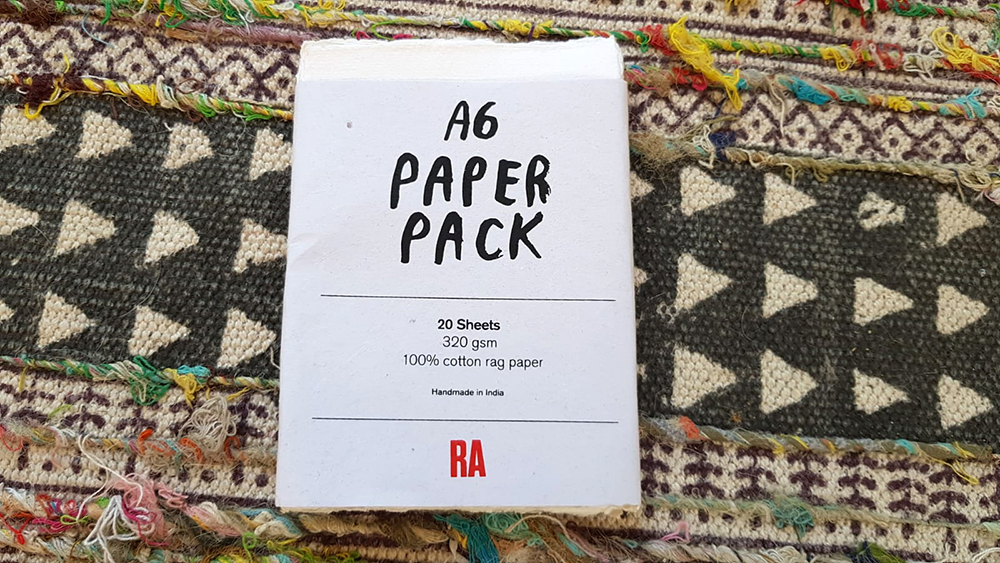 A6
PAPER
PACK
20 Sheets
320 gsm
100% cotton rag paper
Handmade in India
RA